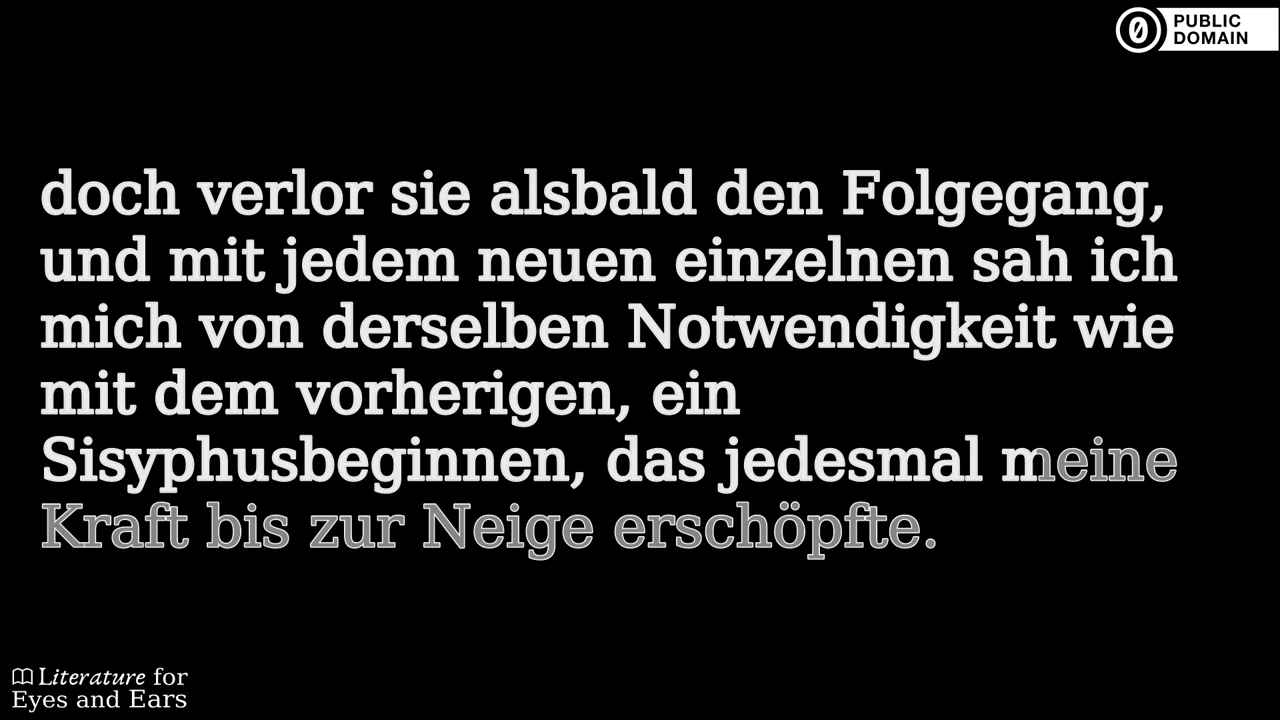 PUBLIC
DOMAIN
doch verlor sie alsbald den Folgegang,
und mit jedem neuen einzelnen sah ich
mich von derselben Notwendigkeit wie
mit dem vorherigen, ein
Sisyphusbeginnen, das jedesmal meine
Kraft bis zur Neige erschöpfte.
Literature for
Eyes and Ears